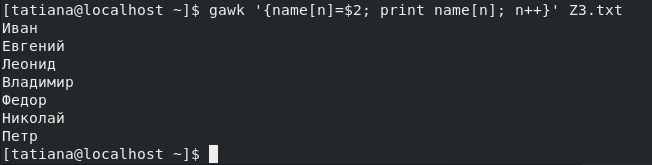 [tatiana@localhost ~]$ gawk '{name[n]=$2; print name[n]; n++}' Z3.txt
Иван
Евгений
Леонид
Владимир
Федор
Николай
Петр
[tatiana@localhost ~]$